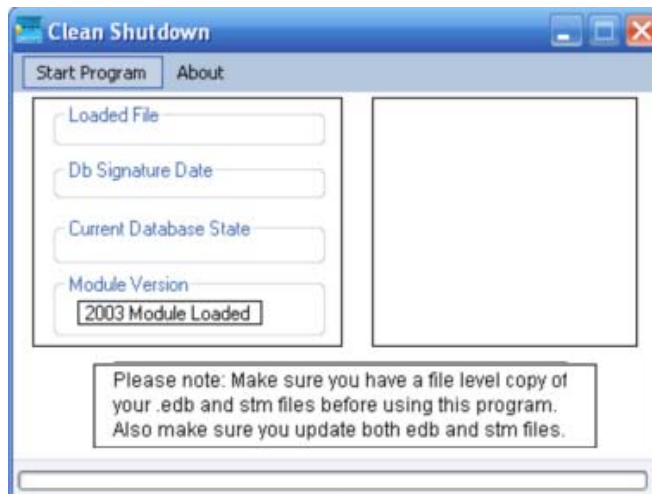 Clean Shutdown
Start Program About
Loaded File
Db Signature Date
Current Database State
Module Version
2003 Module Loaded
Please note: Make sure you have a file level copy of
your .edb and stm files before using this program.
Also make sure you update both edb and stm files.